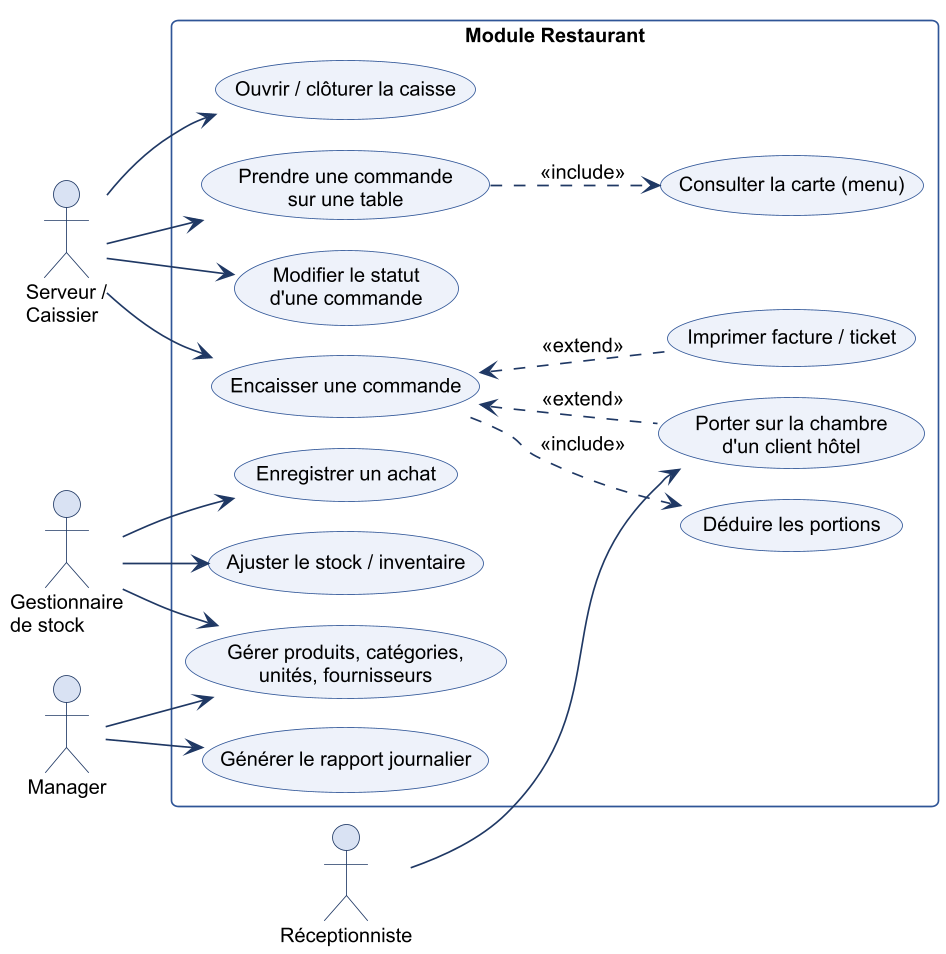 Module Restaurant
Ouvrir / clôturer la caisse
Prendre une commande
sur une table
«include»
Consulter la carte (menu)
Serveur /
Caissier
Modifier le statut
d'une commande
Encaisser une commande
«extend»
Imprimer facture / ticket
«extend»
Porter sur la chambre
d'un client hôtel
«include»
Déduire les portions
Enregistrer un achat
Gestionnaire
de stock
Ajuster le stock / inventaire
Gérer produits, catégories,
unités, fournisseurs
Manager
Générer le rapport journalier
Réceptionniste